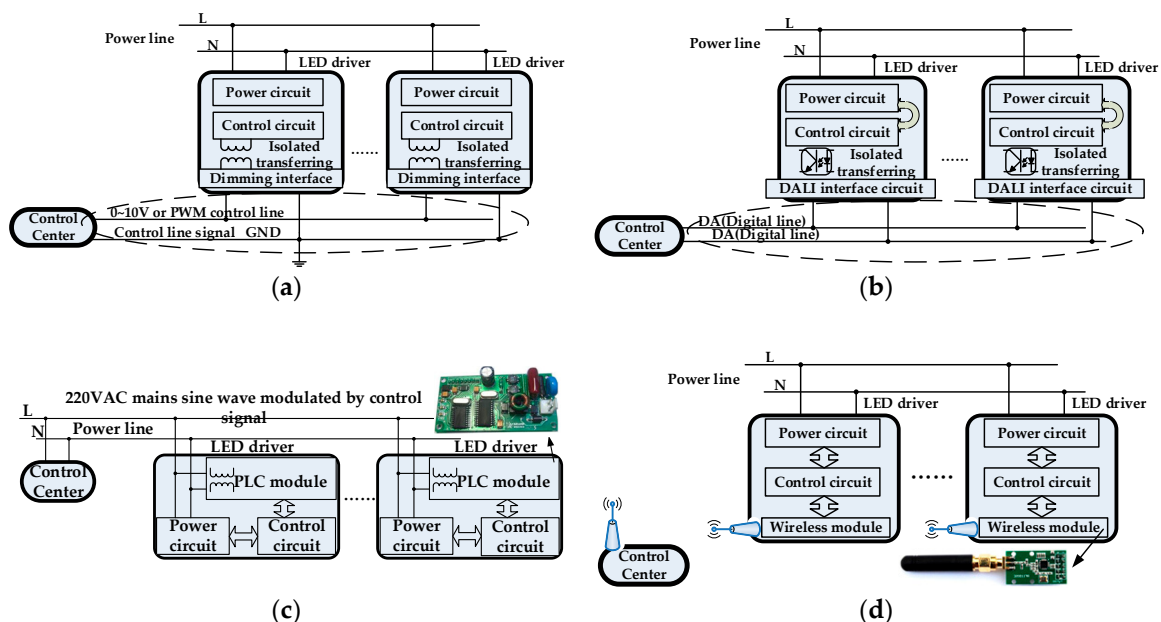 L
Power line
N
LED driver
LED driver
Power circuit
Power circuit
Control circuit
Control circuit
Isolated
transferring
Isolated
transferring
......
Dimming interface
Dimming interface
Control
Center
0~10V or PWM control line
Control line signal GND
(a)
L
Power line
N
LED driver
LED driver
Power circuit
Power circuit
Control circuit
Control circuit
Isolated
transferring
Isolated
transferring
......
DALI interface circuit
DALI interface circuit
Control
Center
DA(Digital line)
DA(Digital line)
(b)
220VAC mains sine wave modulated by control
signal
L
N
Power line
Control
Center
LED driver
LED driver
PLC module
PLC module
......
Power
circuit
Control
circuit
Power
circuit
Control
circuit
(c)
L
Power line
N
LED driver
LED driver
Power circuit
Power circuit
Control circuit
Control circuit
......
Wireless module
Wireless module
Control
Center
(d)